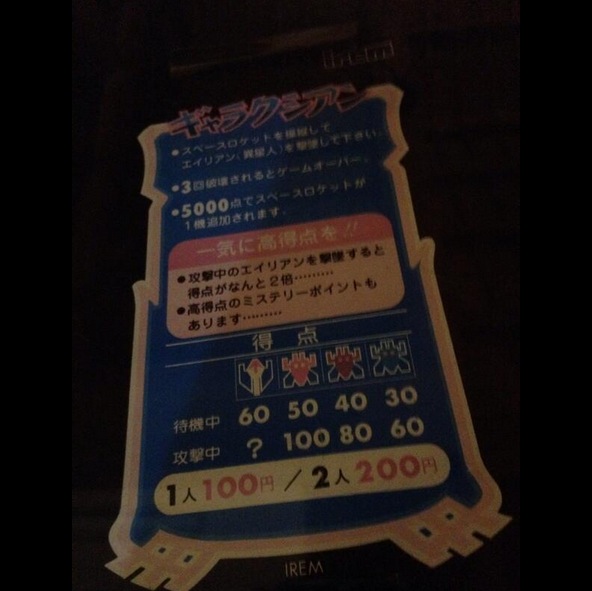 Irem
ギャラクシアン
●スペースロケットを操縦して
エイリアン(異星人)を撃墜して下さい。
●3回破壊されるとゲームオーバー。
●5000点でスペースロケットが
1機追加されます。
一気に高得点を!!
●攻撃中のエイリアンを撃墜すると
得点がなんと2倍………
●高得点のミステリーポイントも
あります………
得点
待機中 60 50 40 30
攻撃中 ? 100 80 60
1人100円 / 2人200円
IREM